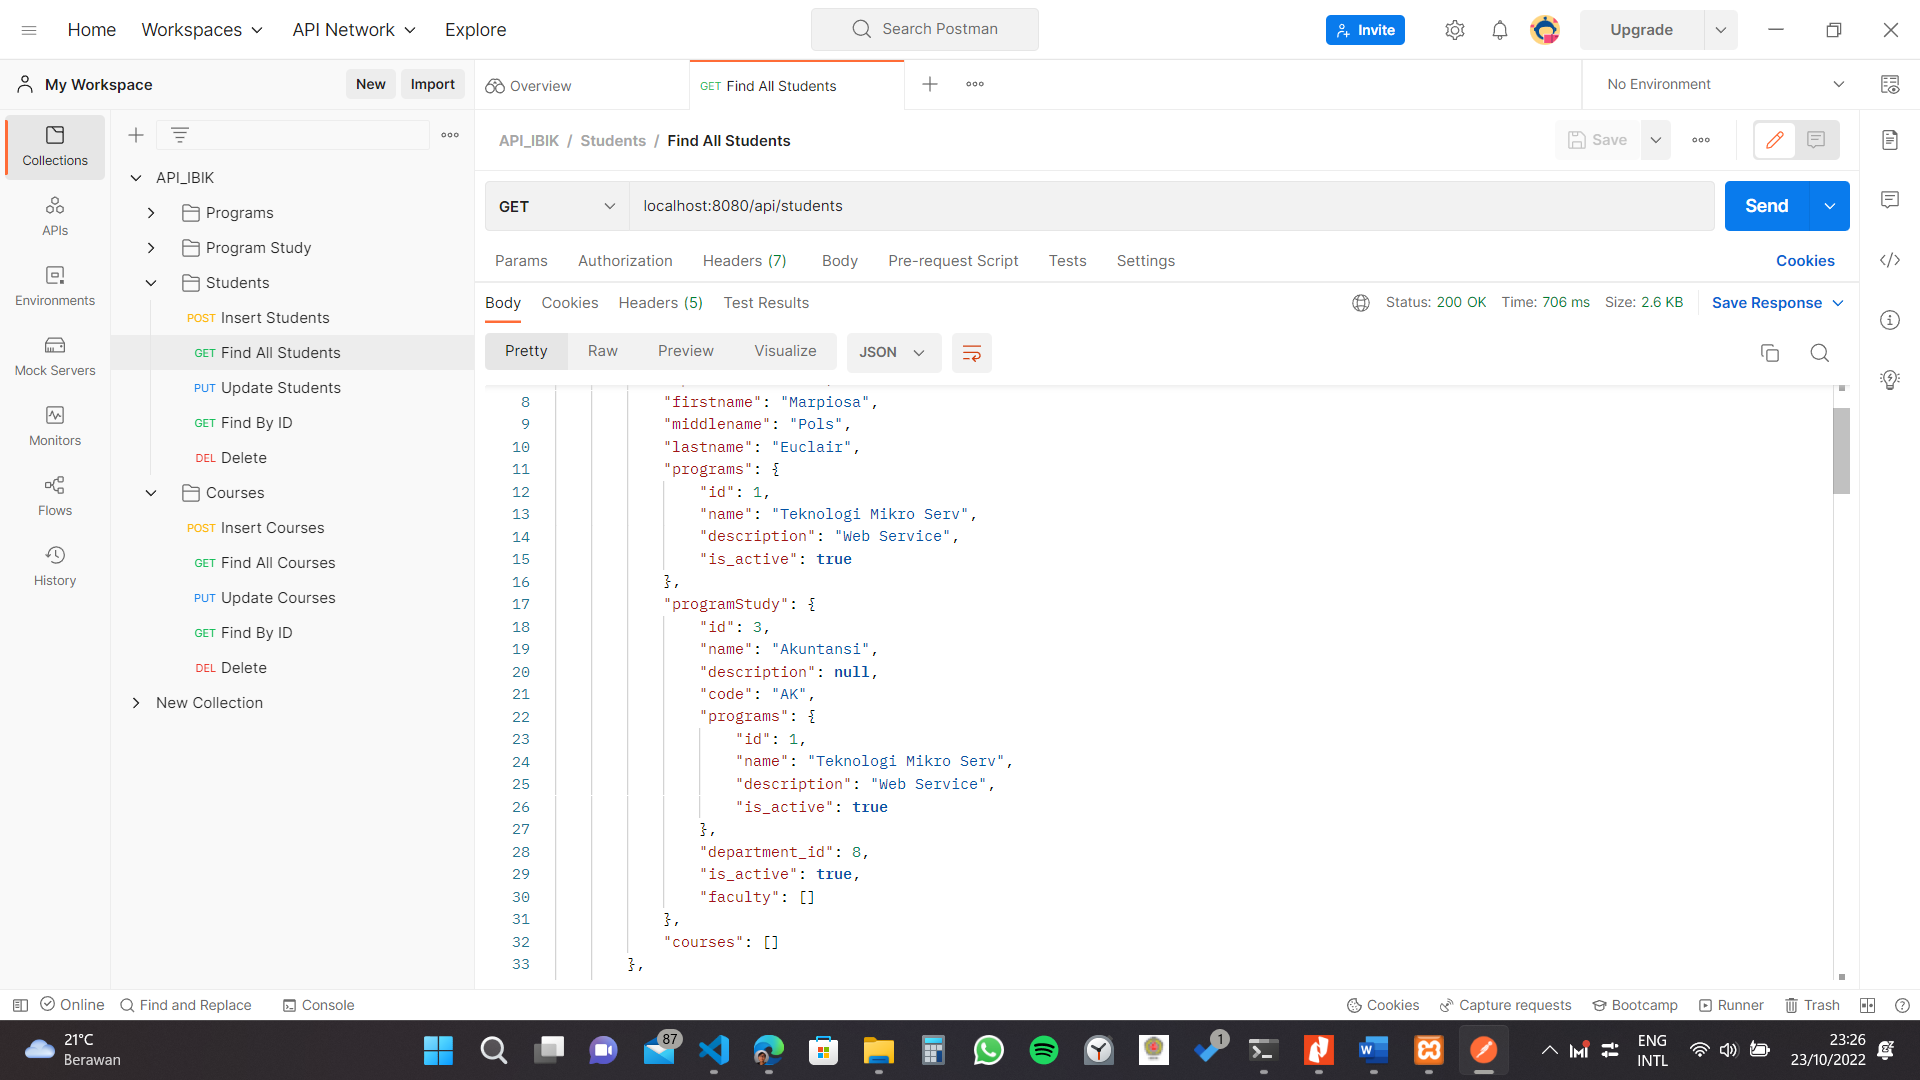 Home Workspaces API Network Explore Search Postman Invite Upgrade
My Workspace New Import Overview GET Find All Students No Environment
Collections
APIs
Environments
Mock Servers
Monitors
Flows
History
API_IBIK
Programs
Program Study
Students
POST Insert Students
GET Find All Students
PUT Update Students
GET Find By ID
DEL Delete
Courses
POST Insert Courses
GET Find All Courses
PUT Update Courses
GET Find By ID
DEL Delete
New Collection
API_IBIK / Students / Find All Students Save
GET localhost:8080/api/students Send
Params Authorization Headers (7) Body Pre-request Script Tests Settings Cookies
Body Cookies Headers (5) Test Results Status: 200 OK Time: 706 ms Size: 2.6 KB Save Response
Pretty Raw Preview Visualize JSON
8 "firstname": "Marpiosa",
9 "middlename": "Pols",
10 "lastname": "Euclair",
11 "programs": {
12 "id": 1,
13 "name": "Teknologi Mikro Serv",
14 "description": "Web Service",
15 "is_active": true
16 },
17 "programStudy": {
18 "id": 3,
19 "name": "Akuntansi",
20 "description": null,
21 "code": "AK",
22 "programs": {
23 "id": 1,
24 "name": "Teknologi Mikro Serv",
25 "description": "Web Service",
26 "is_active": true
27 },
28 "department_id": 8,
29 "is_active": true,
30 "faculty": []
31 },
32 "courses": []
33 },
Online Find and Replace Console Cookies Capture requests Bootcamp Runner Trash
21°C
Berawan
87
1
ENG
INTL
23:26
23/10/2022